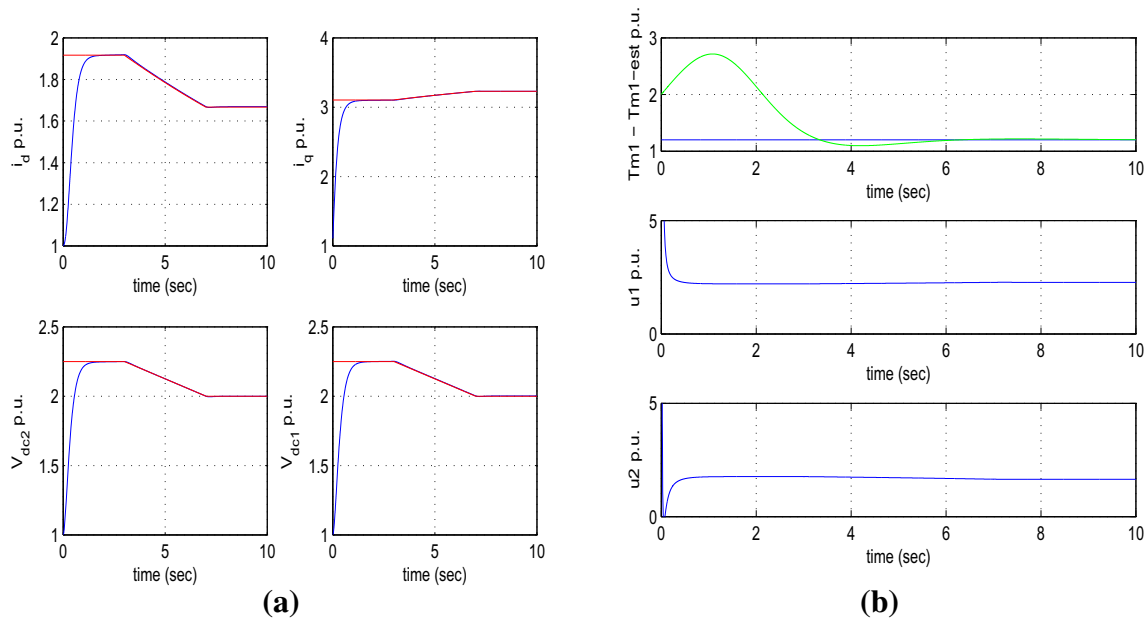 2
1.8
1.6
1.4
1.2
1
i_d p.u.
0 5 10
time (sec)
4
3
2
1
i_q p.u.
0 5 10
time (sec)
2.5
2
1.5
1
V_dc2 p.u.
0 5 10
time (sec)
2.5
2
1.5
1
V_dc1 p.u.
0 5 10
time (sec)
(a)
3
2
1
Tm1 − Tm1−est p.u.
0 2 4 6 8 10
time (sec)
5
0
u1 p.u.
0 2 4 6 8 10
time (sec)
5
0
u2 p.u.
0 2 4 6 8 10
time (sec)
(b)